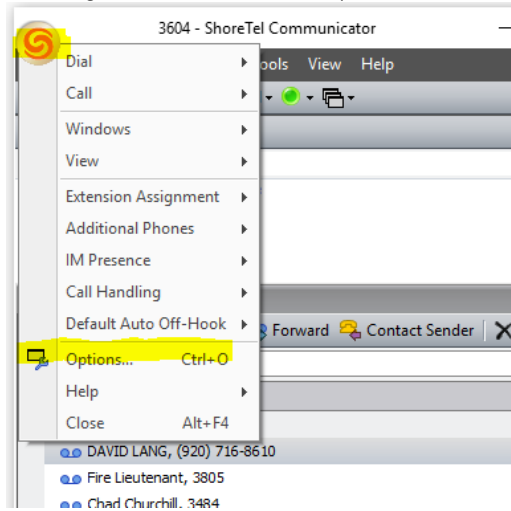 3604 - ShoreTel Communicator
Dial
ools View Help
Call
Windows
View
Extension Assignment
Additional Phones
IM Presence
Call Handling
Default Auto Off-Hook
Forward Contact Sender
Options... Ctrl+O
Help
Close Alt+F4
DAVID LANG, (920) 716-8610
Fire Lieutenant, 3805
Chad Churchill, 3484